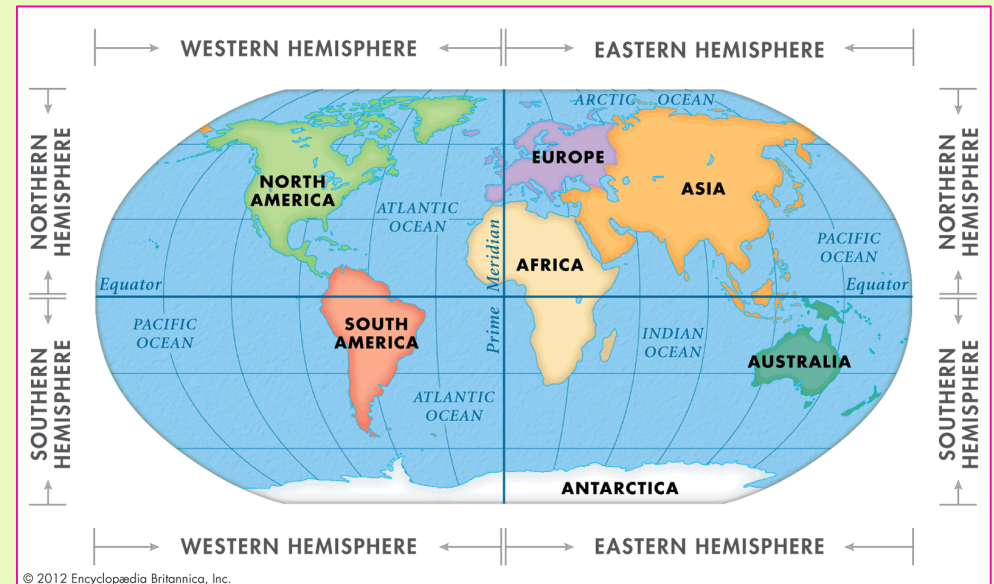 WESTERN HEMISPHERE
EASTERN HEMISPHERE
ARCTIC OCEAN
NORTHERN
HEMISPHERE
NORTH
AMERICA
ATLANTIC
OCEAN
EUROPE
ASIA
PACIFIC
OCEAN
NORTHERN
HEMISPHERE
AFRICA
Equator
Prime Meridian
Equator
SOUTHERN
HEMISPHERE
PACIFIC
OCEAN
SOUTH
AMERICA
INDIAN
OCEAN
AUSTRALIA
SOUTHERN
HEMISPHERE
ATLANTIC
OCEAN
ANTARCTICA
WESTERN HEMISPHERE
EASTERN HEMISPHERE
© 2012 Encyclopædia Britannica, Inc.